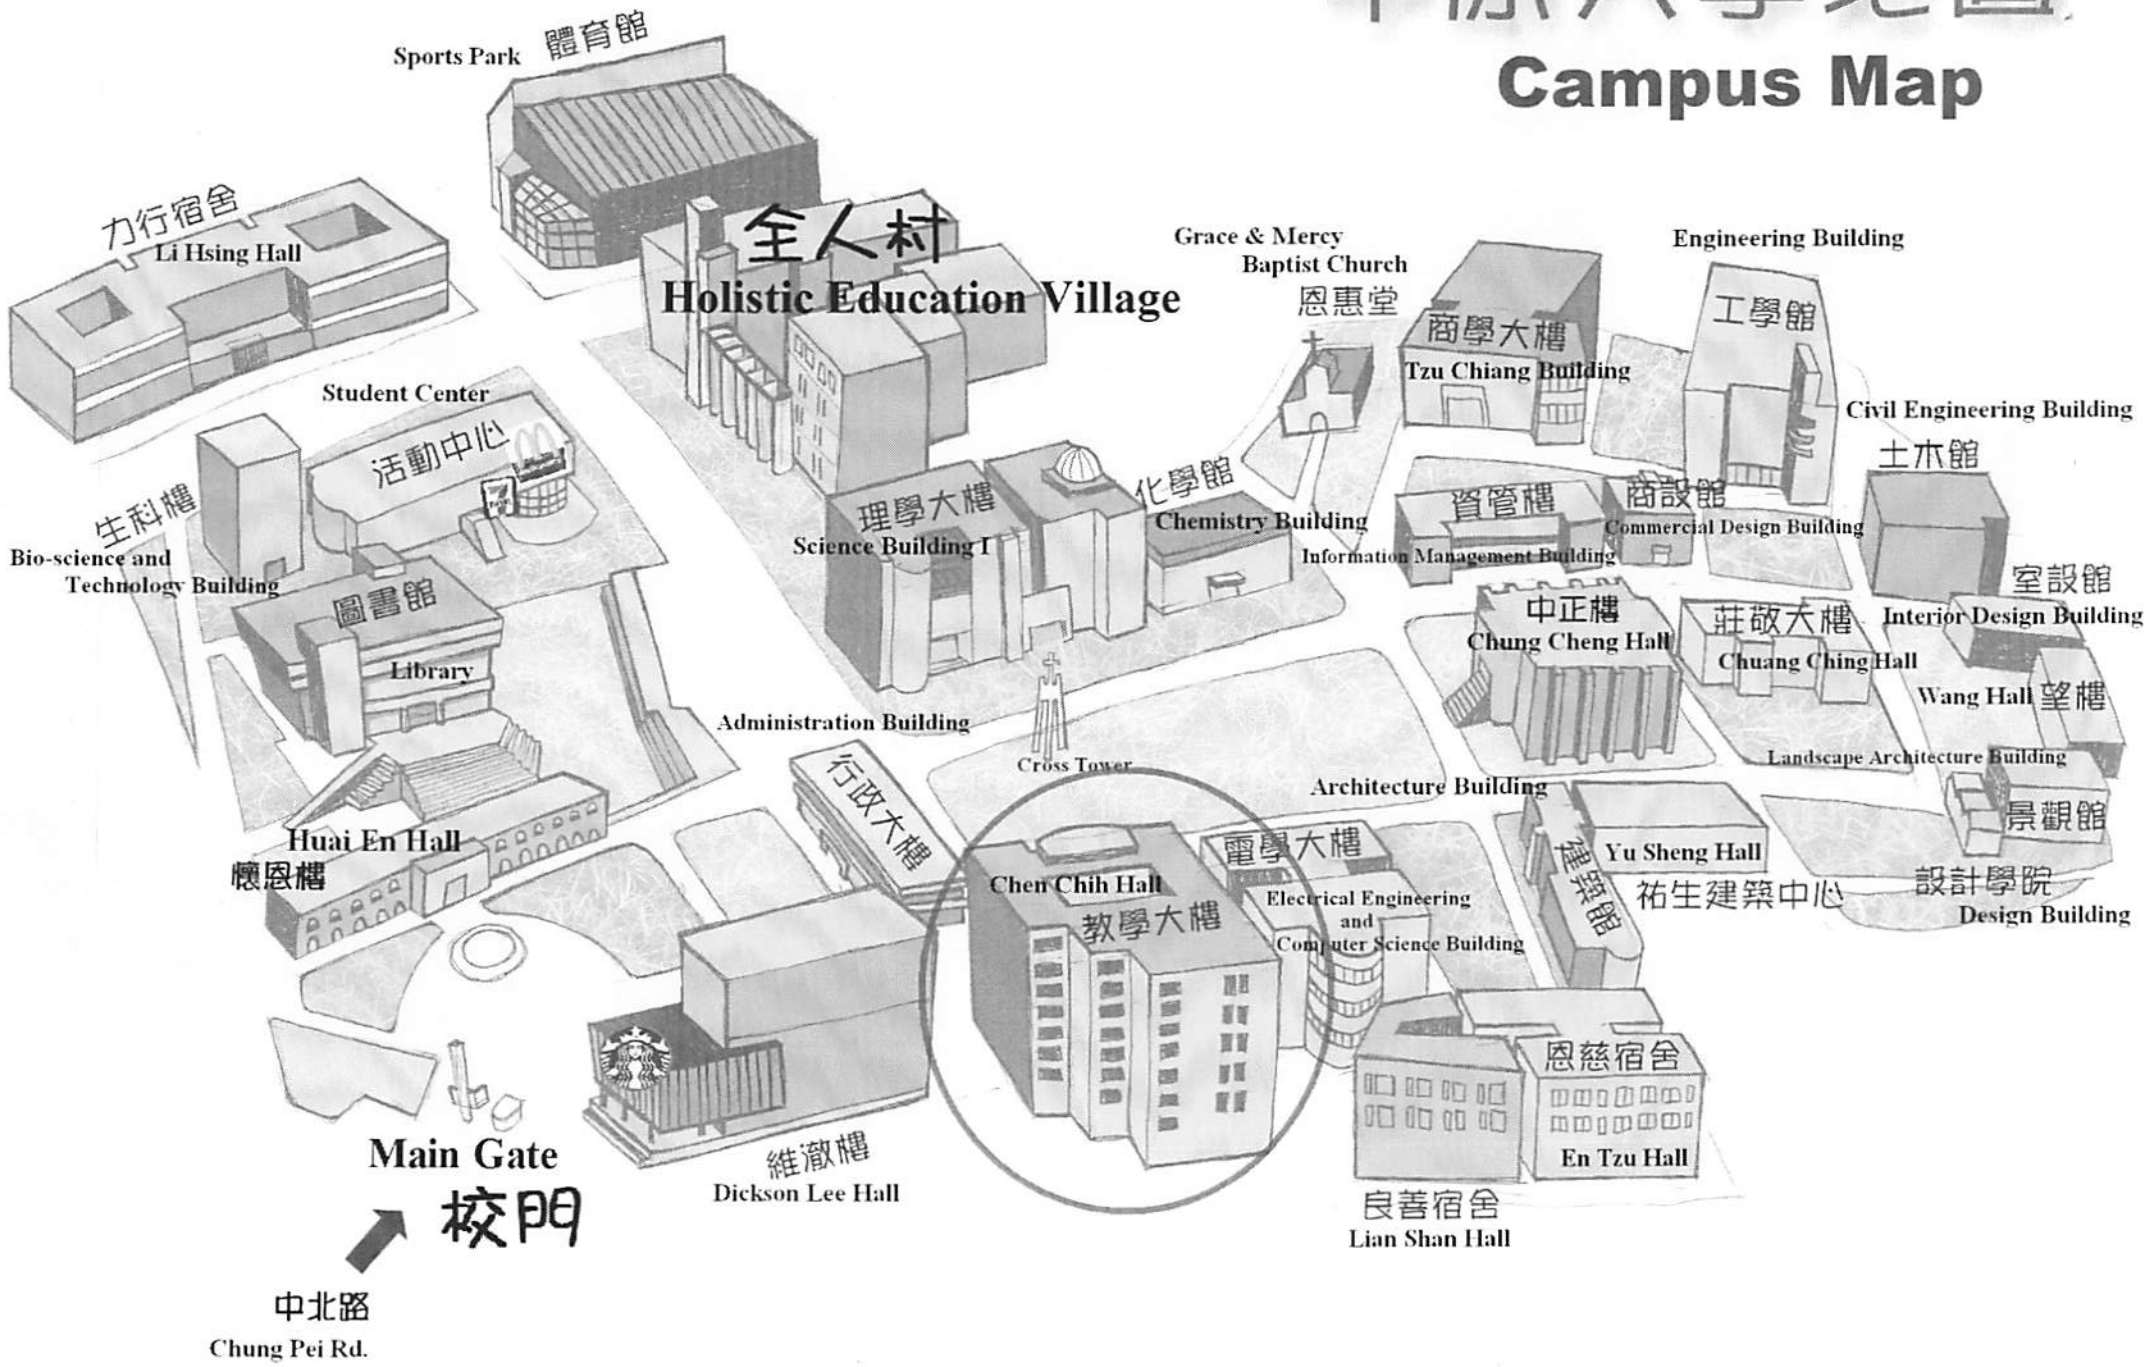 Campus Map
Sports Park
體育館
力行宿舍
Li Hsing Hall
全人村
Holistic Education Village
Grace & Mercy
Baptist Church
恩惠堂
商學大樓
Tzu Chiang Building
Engineering Building
工學館
Student Center
活動中心
Civil Engineering Building
土木館
生科樓
Bio-science and
Technology Building
理學大樓
Science Building I
化學館
Chemistry Building
資管樓
Information Management Building
商設館
Commercial Design Building
圖書館
Library
室設館
Interior Design Building
中正樓
Chung Cheng Hall
莊敬大樓
Chuang Ching Hall
Wang Hall 望樓
Administration Building
行政大樓
Cross Tower
Landscape Architecture Building
景觀館
Architecture Building
建築館
Yu Sheng Hall
祐生建築中心
設計學院
Design Building
Huai En Hall
懷恩樓
Chen Chih Hall
教學大樓
電學大樓
Electrical Engineering
and
Computer Science Building
恩慈宿舍
En Tzu Hall
良善宿舍
Lian Shan Hall
維澈樓
Dickson Lee Hall
Main Gate
校門
中北路
Chung Pei Rd.